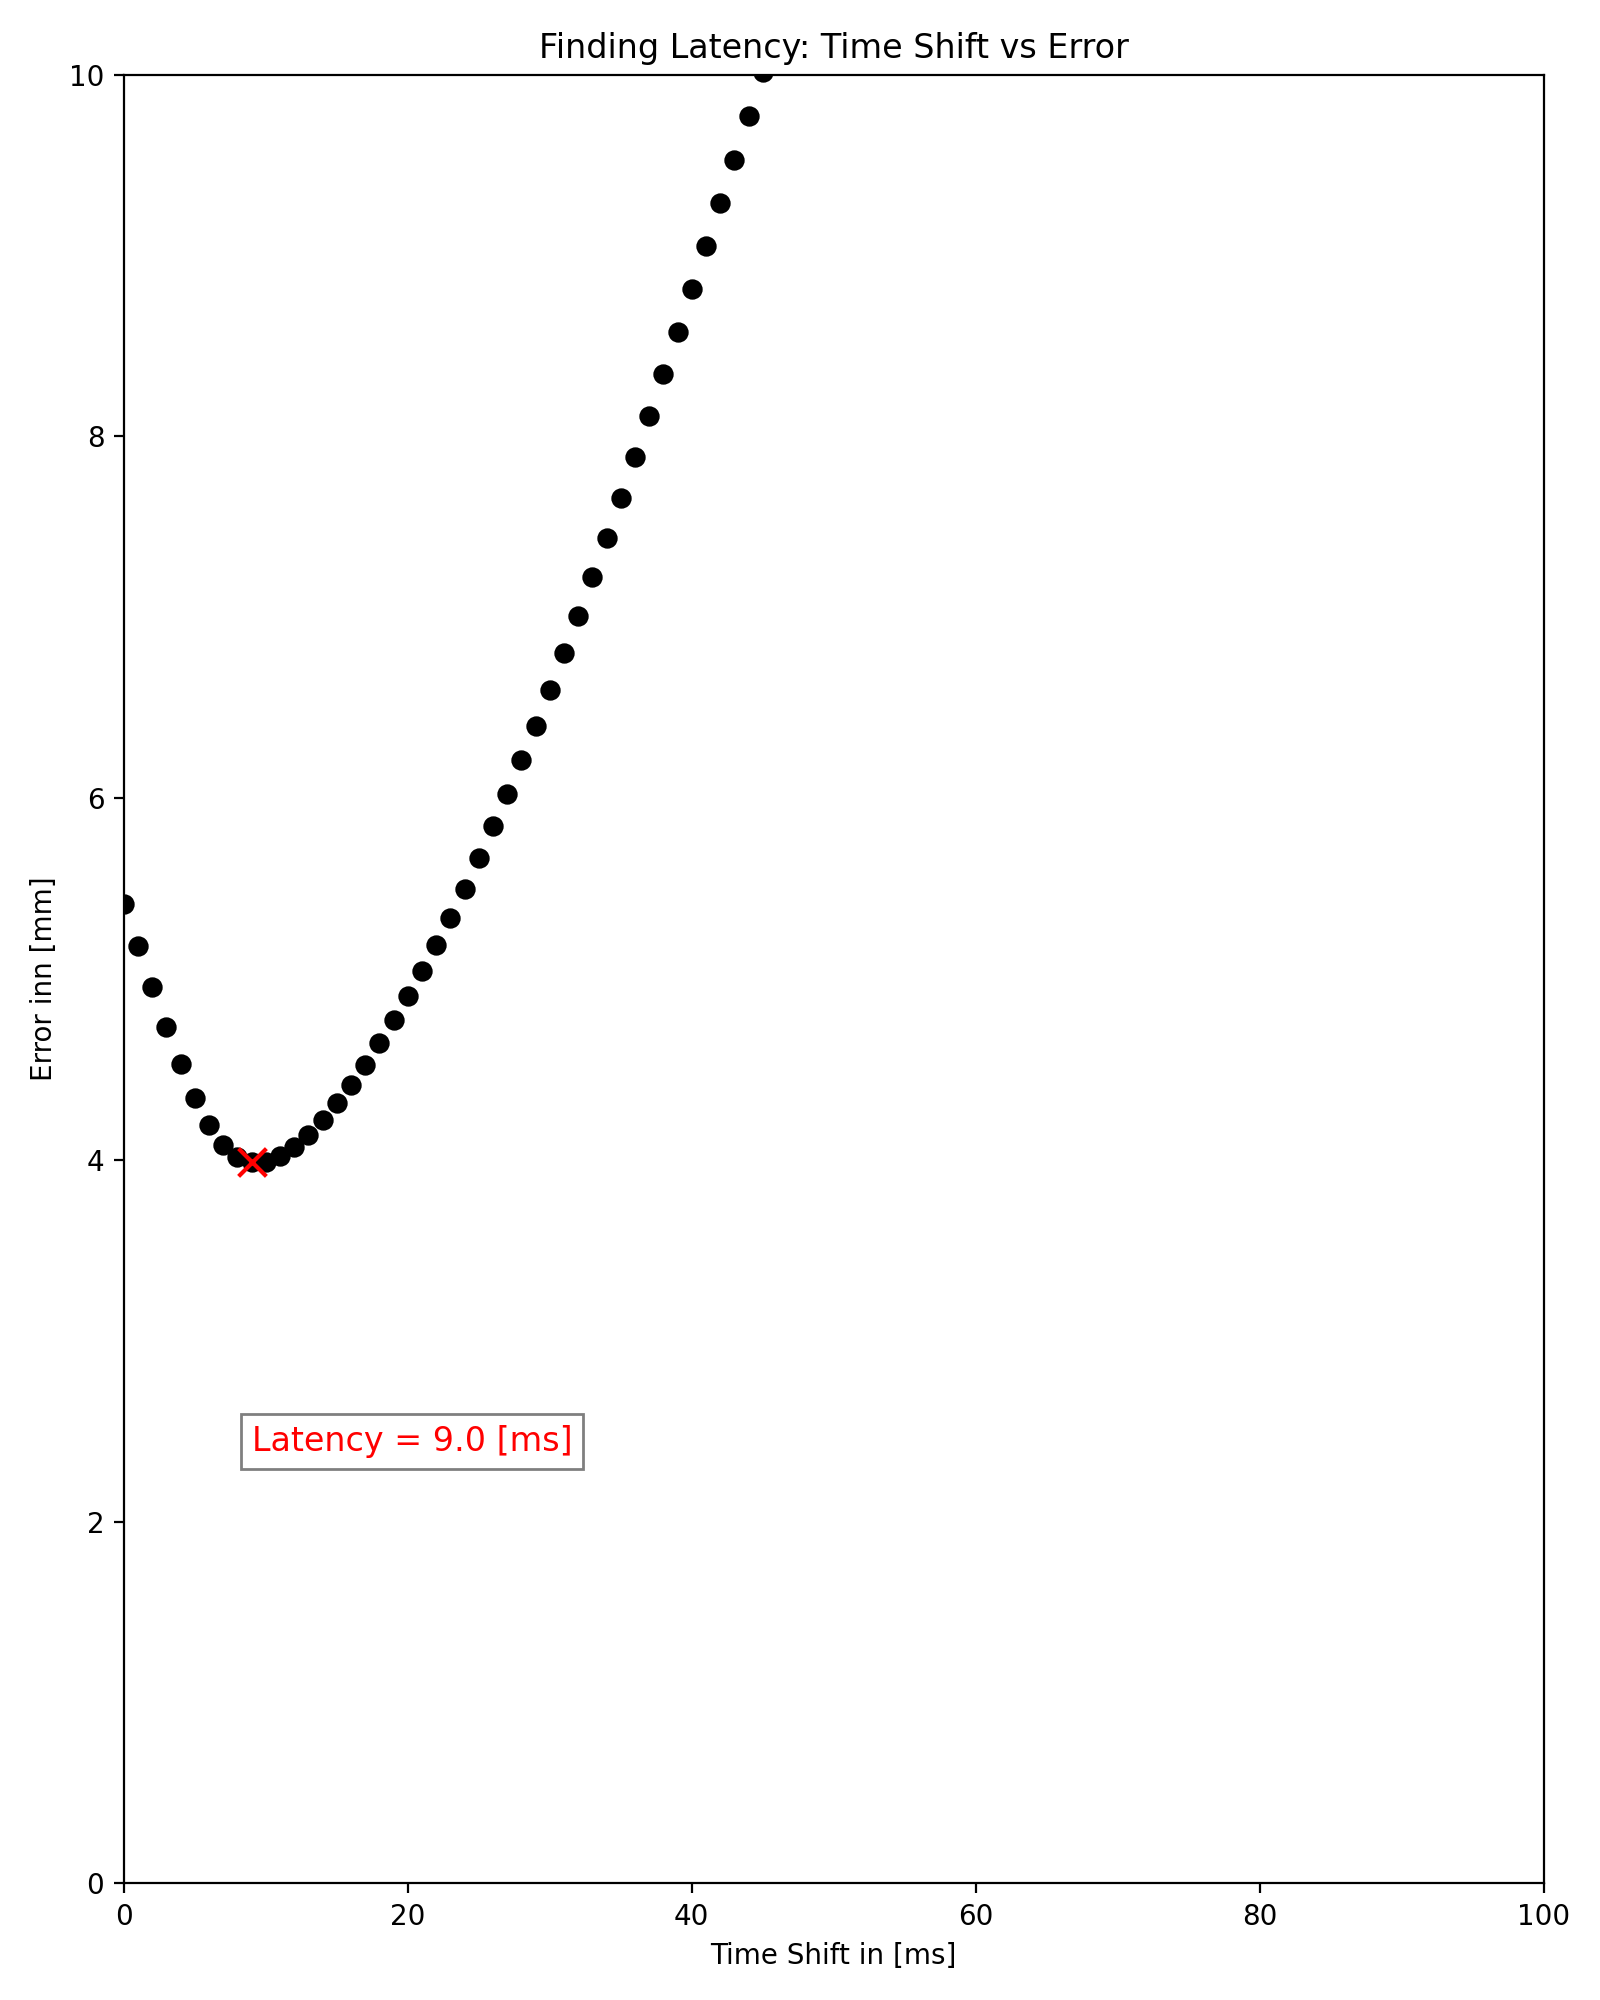 Finding Latency: Time Shift vs Error
10
8
6
4
2
0
Error inn [mm]
Latency = 9.0 [ms]
0 20 40 60 80 100
Time Shift in [ms]